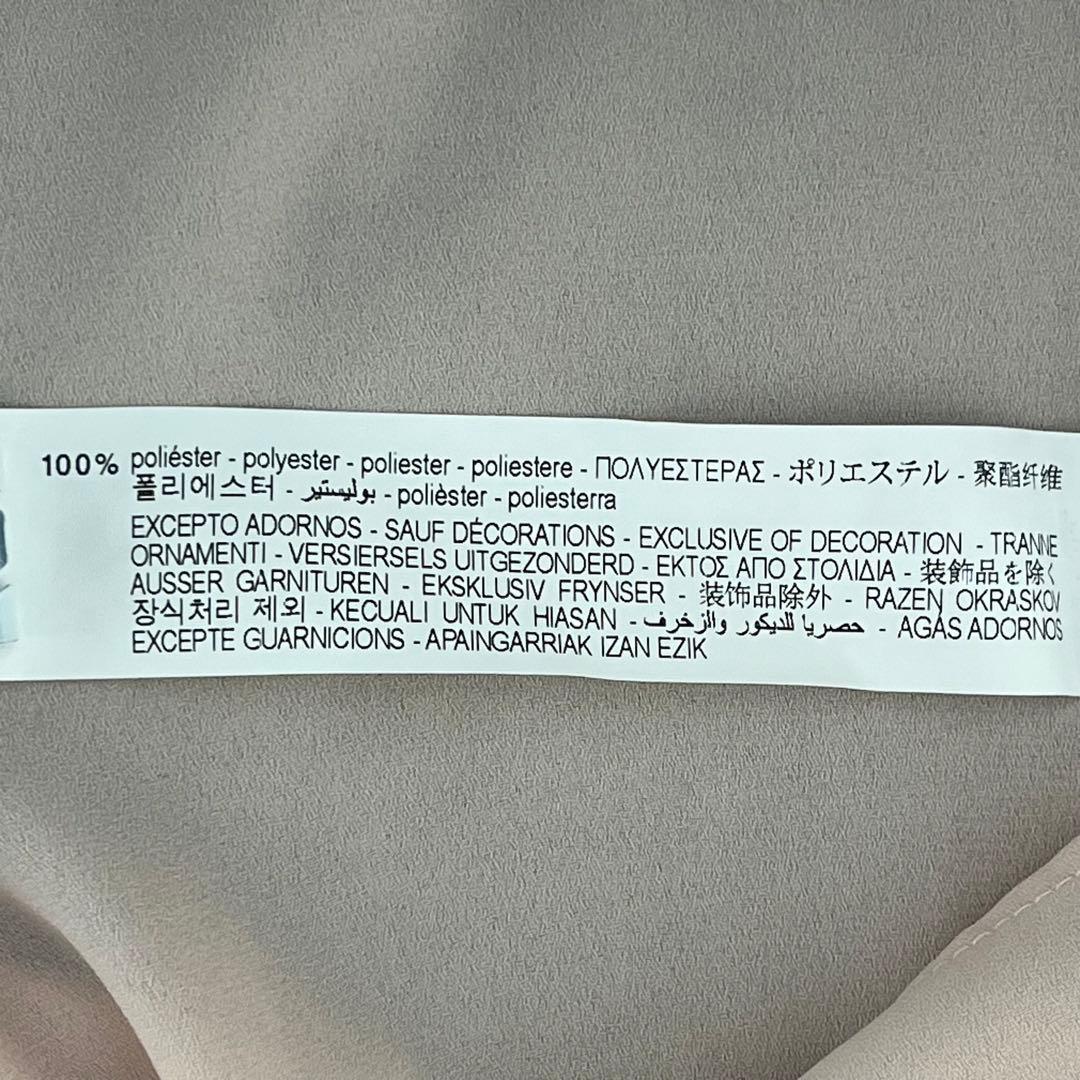 100% poliéster - polyester - poliester - poliestere - ΠΟΛΥΕΣΤΕΡΑΣ - ポリエステル - 聚酯纤维
폴리에스터 - بوليستير - polièster - poliesterra
EXCEPTO ADORNOS - SAUF DÉCORATIONS - EXCLUSIVE OF DECORATION - TRANNE
ORNAMENTI - VERSIERSELS UITGEZONDERD - ΕΚΤΟΣ ΑΠΟ ΣΤΟΛΙΔΙΑ - 装飾品を除く
AUSSER GARNITUREN - EKSKLUSIV FRYNSER - 装饰品除外 - RAZEN OKRASKOV
장식처리 제외 - KECUALI UNTUK HIASAN - حصريا للديكور والزخرف - AGÁS ADORNOS
EXCEPTE GUARNICIONS - APAINGARRIAK IZAN EZIK